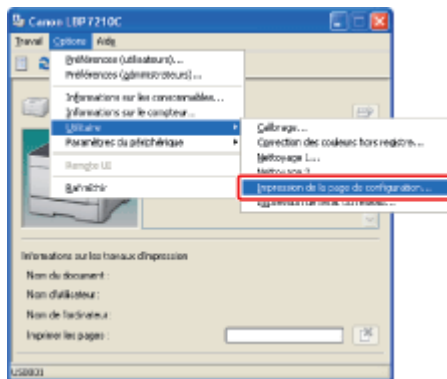 Canon LBP7210C
Travail Options Aide
Préférences (utilisateurs)...
Préférences (administrateurs)...
Informations sur les consommables...
Informations sur le compteur...
Utilitaire
Paramètres du périphérique
Remote UI
Rafraîchir
Calibrage...
Correction des couleurs hors registre...
Nettoyage 1...
Nettoyage 2...
Impression de la page de configuration...
Informations sur les travaux d'impression
Nom du document :
Nom d'utilisateur :
Nom de l'ordinateur :
Imprimer les pages :
USB001